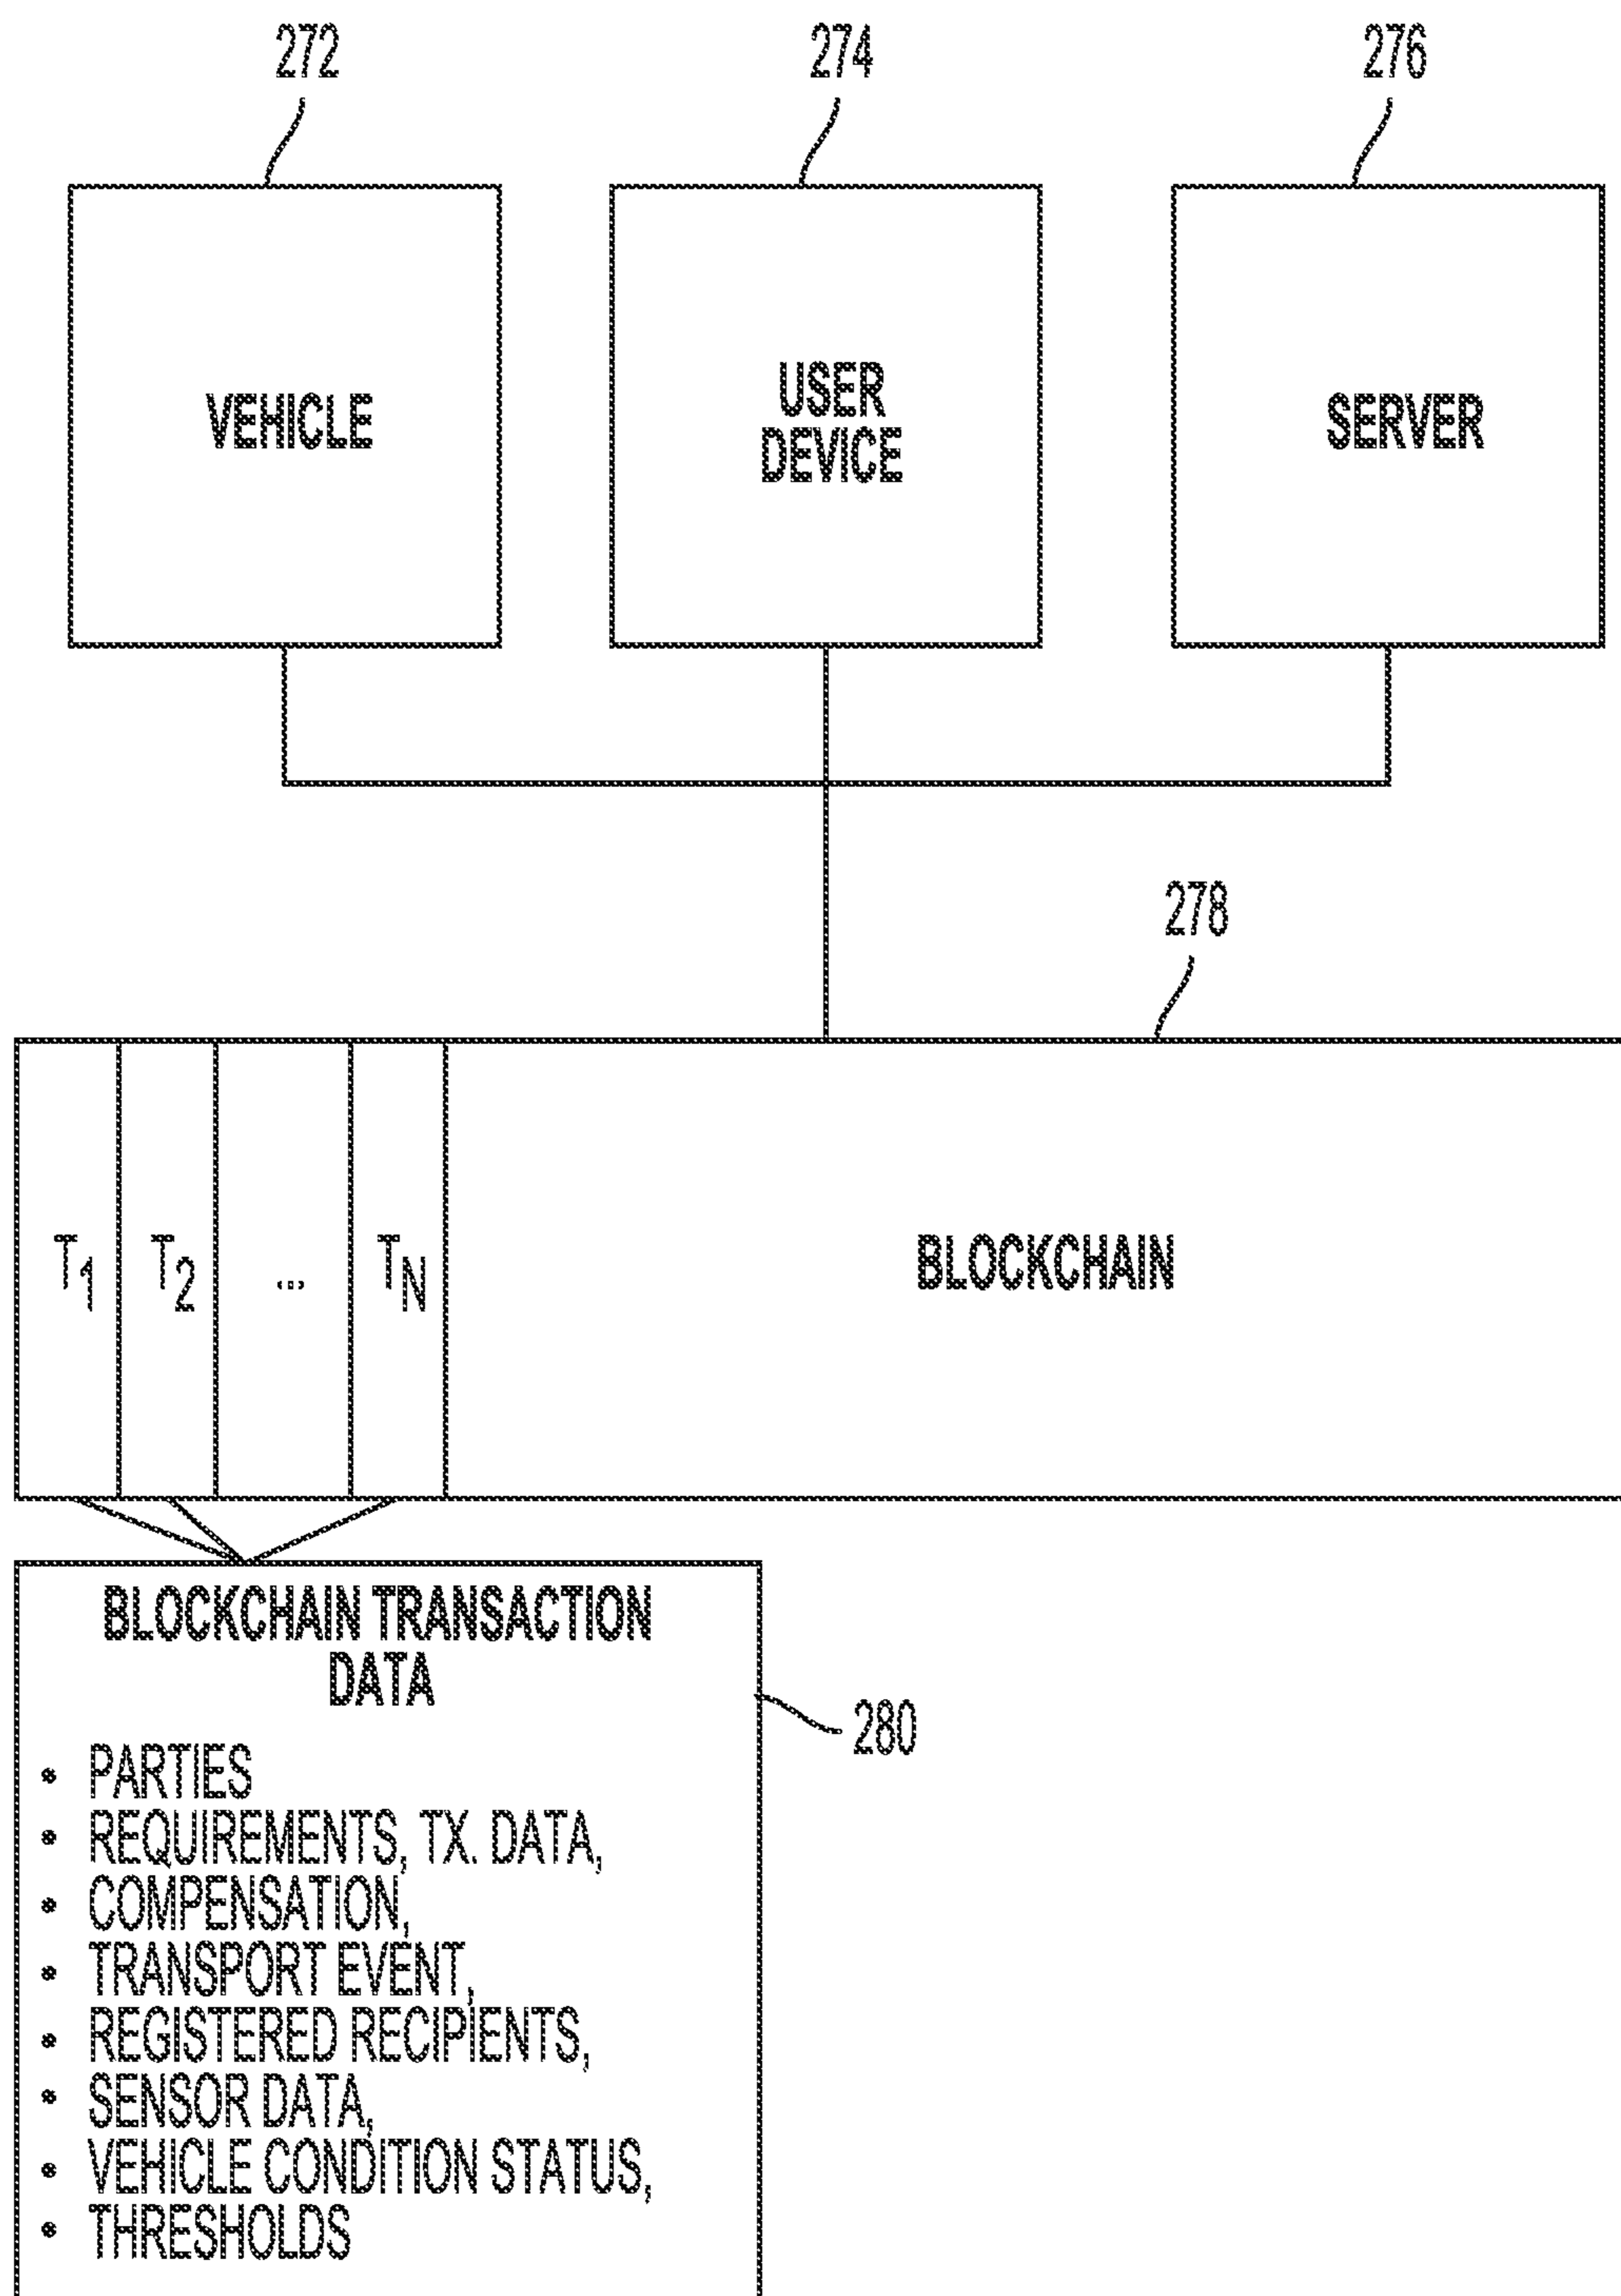 272
274
276
VEHICLE
USER
DEVICE
SERVER
278
T1
T2
...
TN
BLOCKCHAIN
BLOCKCHAIN TRANSACTION
DATA
280
• PARTIES
• REQUIREMENTS, TX. DATA,
• COMPENSATION,
• TRANSPORT EVENT,
• REGISTERED RECIPIENTS,
• SENSOR DATA,
• VEHICLE CONDITION STATUS,
• THRESHOLDS